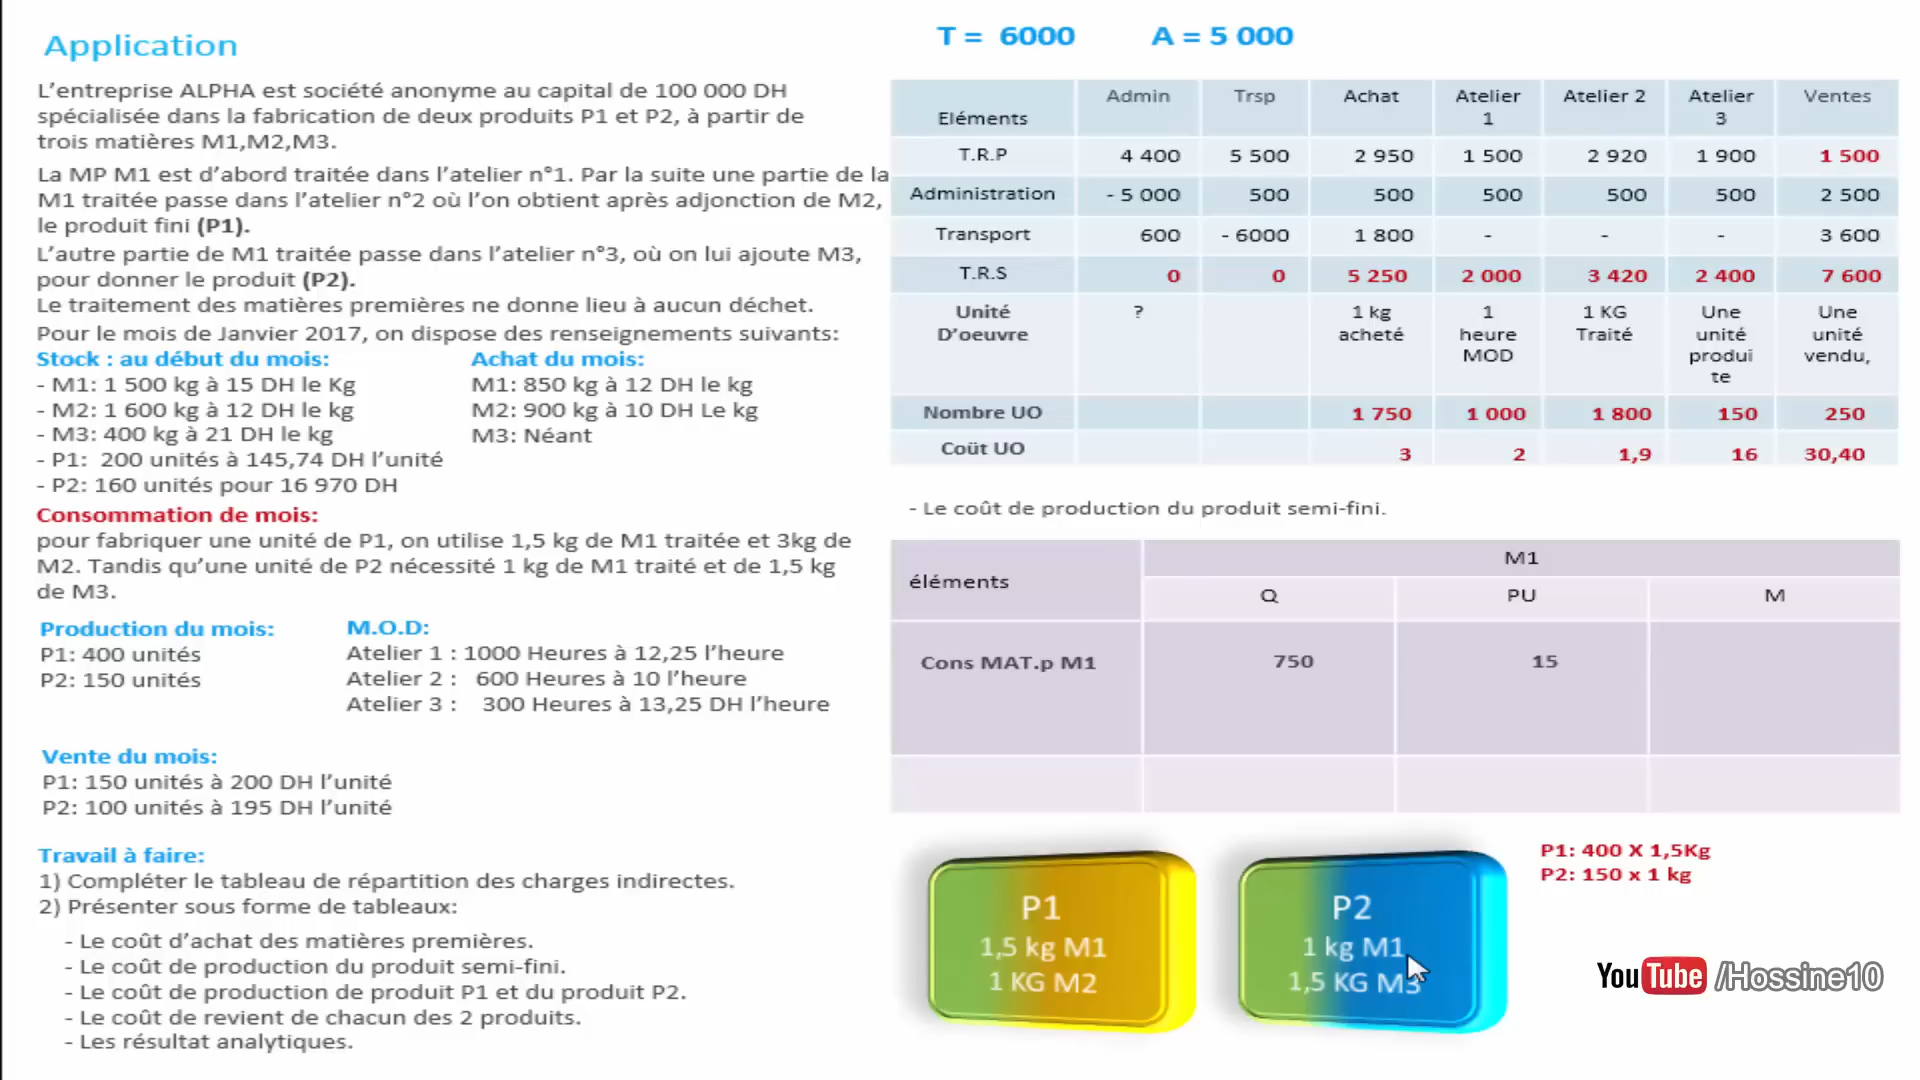 Application
L'entreprise ALPHA est société anonyme au capital de 100 000 DH
spécialisée dans la fabrication de deux produits P1 et P2, à partir de
trois matières M1,M2,M3.
La MP M1 est d'abord traitée dans l'atelier n°1. Par la suite une partie de la
M1 traitée passe dans l'atelier n°2 où l'on obtient après adjonction de M2,
le produit fini (P1).
L'autre partie de M1 traitée passe dans l'atelier n°3, où on lui ajoute M3,
pour donner le produit (P2).
Le traitement des matières premières ne donne lieu à aucun déchet.
Pour le mois de Janvier 2017, on dispose des renseignements suivants:
Stock : au début du mois:
- M1: 1 500 kg à 15 DH le Kg
- M2: 1 600 kg à 12 DH le kg
- M3: 400 kg à 21 DH le kg
- P1: 200 unités à 145,74 DH l'unité
- P2: 160 unités pour 16 970 DH
Achat du mois:
M1: 850 kg à 12 DH le kg
M2: 900 kg à 10 DH Le kg
M3: Néant
Consommation de mois:
pour fabriquer une unité de P1, on utilise 1,5 kg de M1 traitée et 3kg de
M2. Tandis qu'une unité de P2 nécessité 1 kg de M1 traité et de 1,5 kg
de M3.
Production du mois:
P1: 400 unités
P2: 150 unités
M.O.D:
Atelier 1 : 1000 Heures à 12,25 l'heure
Atelier 2 : 600 Heures à 10 l'heure
Atelier 3 : 300 Heures à 13,25 DH l'heure
Vente du mois:
P1: 150 unités à 200 DH l'unité
P2: 100 unités à 195 DH l'unité
Travail à faire:
1) Compléter le tableau de répartition des charges indirectes.
2) Présenter sous forme de tableaux:
- Le coût d'achat des matières premières.
- Le coût de production du produit semi-fini.
- Le coût de production de produit P1 et du produit P2.
- Le coût de revient de chacun des 2 produits.
- Les résultat analytiques.
T = 6000 A = 5 000
Eléments Admin Trsp Achat Atelier 1 Atelier 2 Atelier 3 Ventes
T.R.P 4 400 5 500 2 950 1 500 2 920 1 900 1 500
Administration - 5 000 500 500 500 500 500 2 500
Transport 600 - 6000 1 800 - - - 3 600
T.R.S 0 0 5 250 2 000 3 420 2 400 7 600
Unité D'oeuvre ? 1 kg acheté 1 heure MOD 1 KG Traité Une unité produi te Une unité vendu,
Nombre UO 1 750 1 000 1 800 150 250
Coüt UO 3 2 1,9 16 30,40
- Le coût de production du produit semi-fini.
éléments M1
Q PU M
Cons MAT.p M1 750 15
P1
1,5 kg M1
1 KG M2
P2
1 kg M1
1,5 KG M3
P1: 400 X 1,5Kg
P2: 150 x 1 kg
YouTube /Hossine10